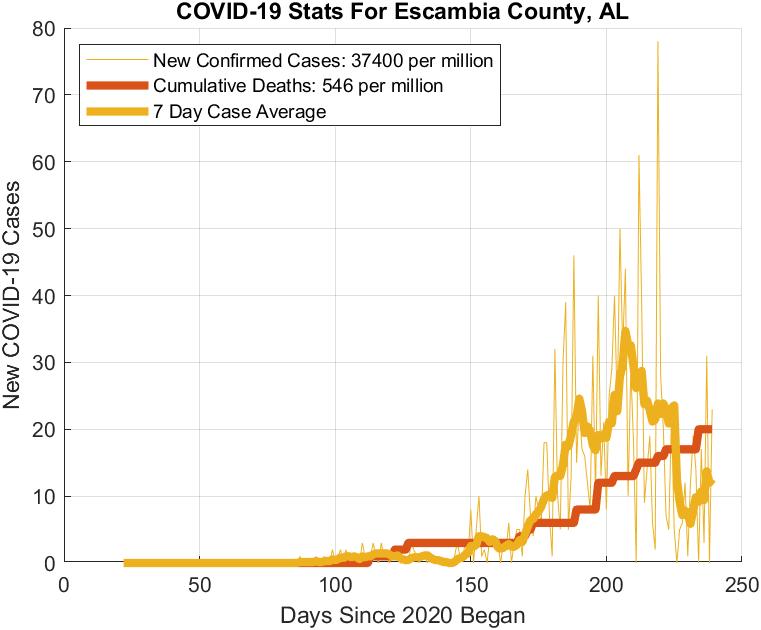 COVID-19 Stats For Escambia County, AL
80
70
60
50
40
30
20
10
0
New COVID-19 Cases
New Confirmed Cases: 37400 per million
Cumulative Deaths: 546 per million
7 Day Case Average
0 50 100 150 200 250
Days Since 2020 Began